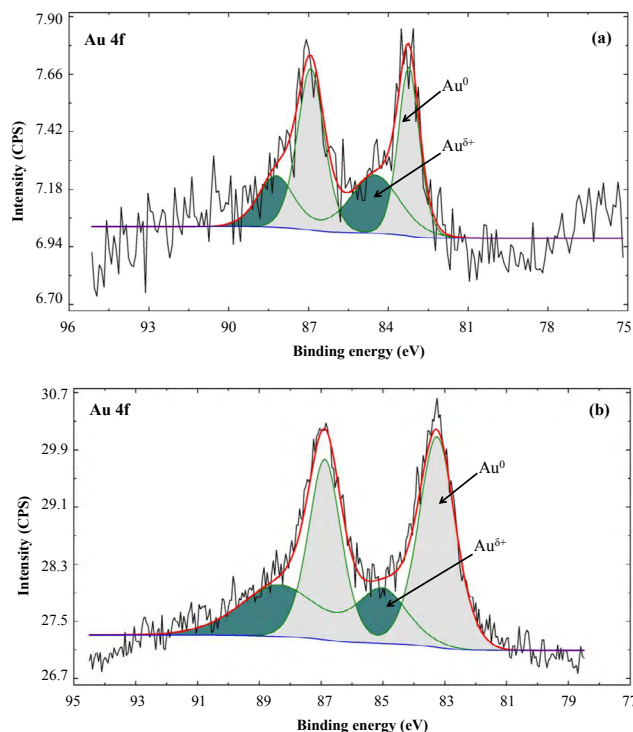 7.90
Au 4f
(a)
7.66
Au0
7.42
Auδ+
Intensity (CPS)
7.18
6.94
6.70
96 93 90 87 84 81 78 75
Binding energy (eV)
30.7
Au 4f
(b)
29.9
Au0
29.1
Auδ+
Intensity (CPS)
28.3
27.5
26.7
95 93 91 89 87 85 83 81 79 77
Binding energy (eV)